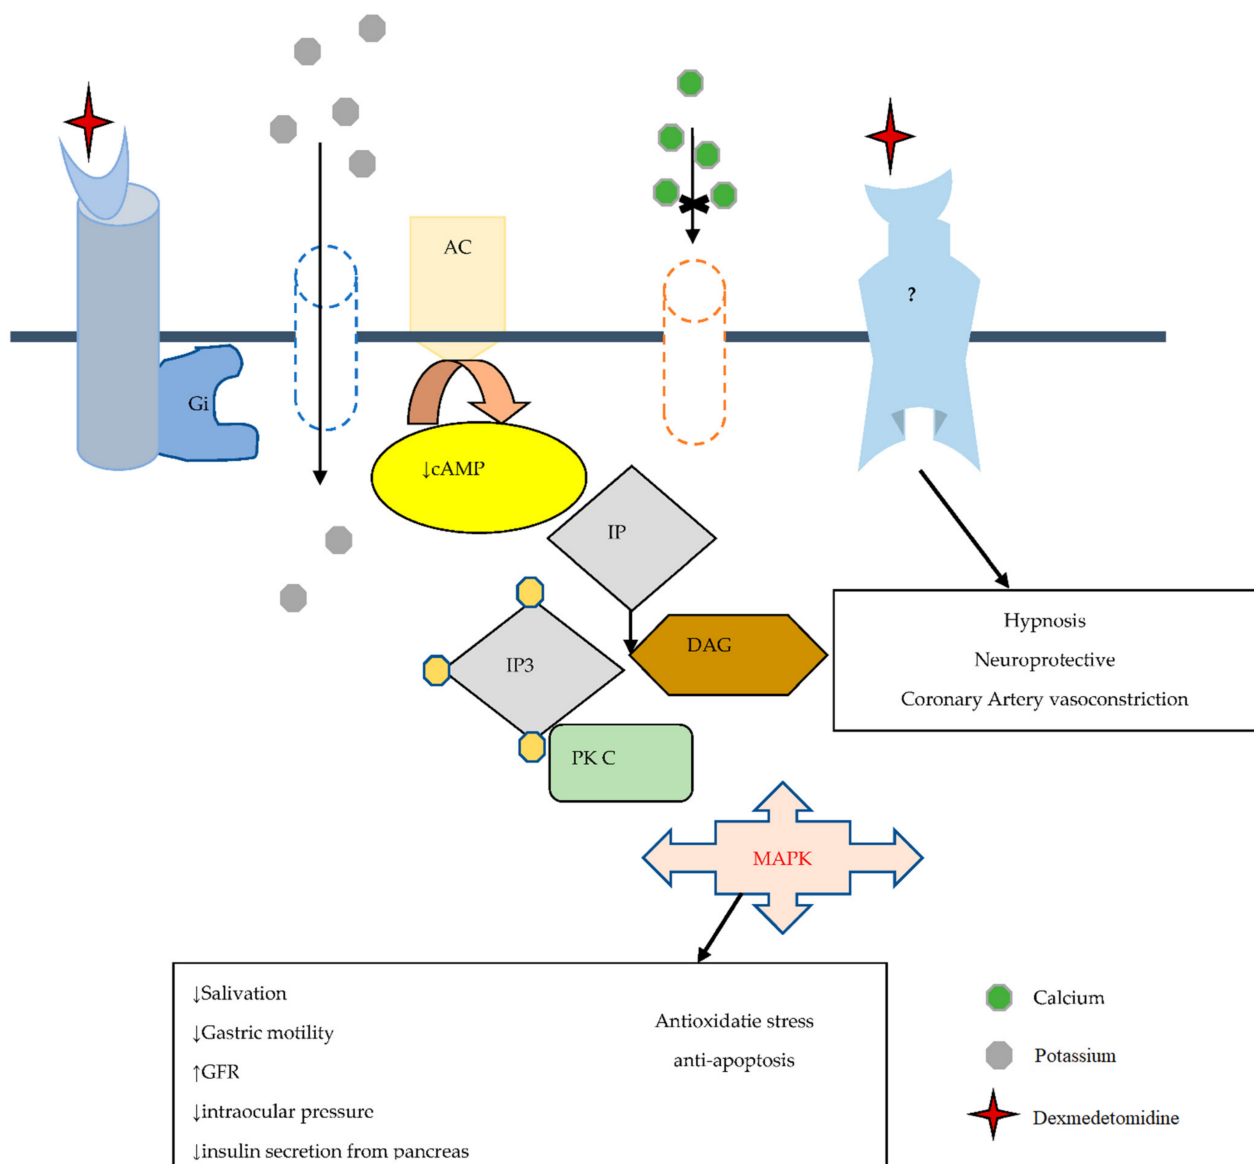 AC
?
Gi
↓cAMP
IP
Hypnosis
Neuroprotective
Coronary Artery vasoconstriction
DAG
IP3
PK C
MAPK
↓Salivation
↓Gastric motility
↑GFR
↓intraocular pressure
↓insulin secretion from pancreas
Antioxidatie stress
anti-apoptosis
Calcium
Potassium
Dexmedetomidine